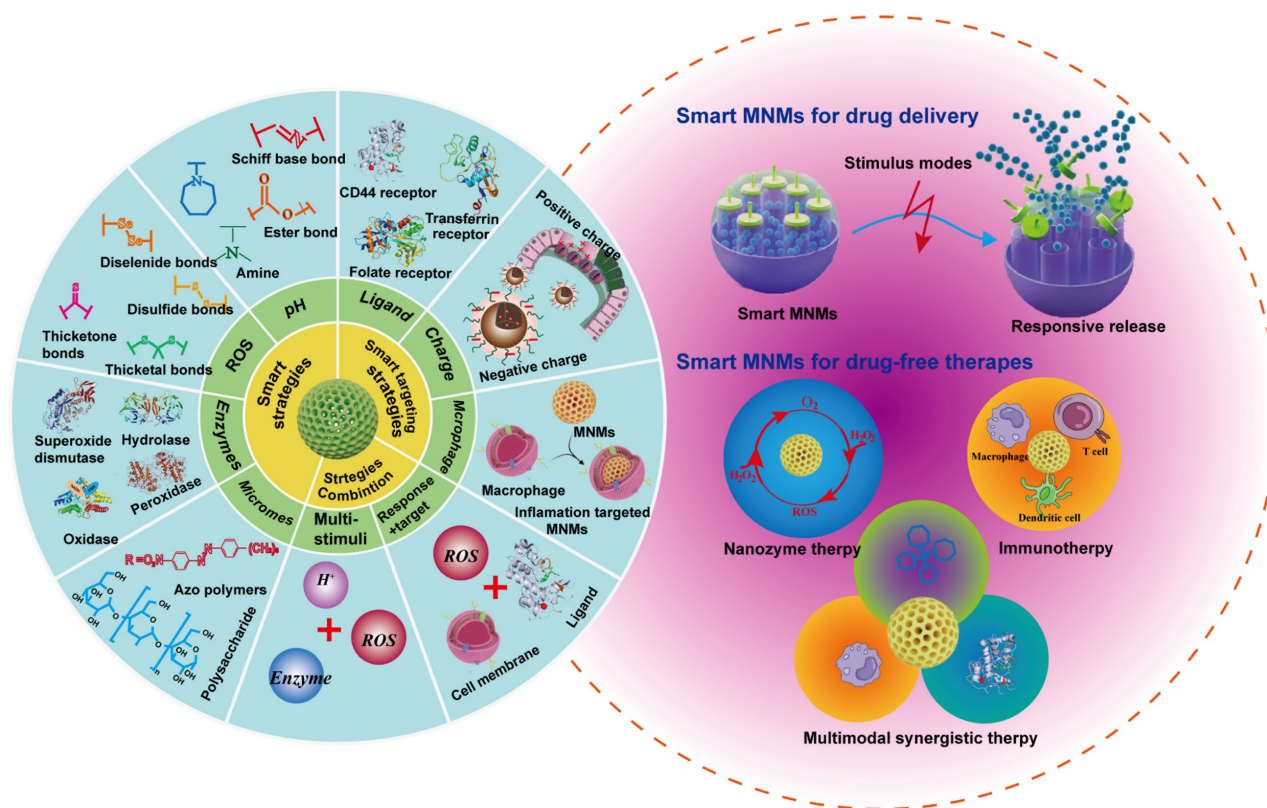 Schiff base bond
N
O
O
Ester bond
N
Amine
Se
Se
Diselenide bonds
S
S
Disulfide bonds
S
Thicketone
bonds
S
S
Thicketal bonds
CD44 receptor
Transferrin
receptor
Folate receptor
Positive charge
Negative charge
MNMs
Macrophage
Inflamation targeted
MNMs
ROS
+
Ligand
Cell membrane
H+
+
ROS
Enzyme
Azo polymers
Polysaccharide
Superoxide
dismutase
Hydrolase
Peroxidase
Oxidase
pH
Ligand
Charge
Mcrophage
Response
+target
Multi-
stimuli
Micromes
Enzymes
ROS
Smart
strategies
Smart targeting
strategies
Strtegies
Combintion
Smart MNMs for drug delivery
Stimulus modes
Smart MNMs
Responsive release
Smart MNMs for drug-free therapes
O2
H2O2
H2O2
ROS
Nanozyme therpy
Macrophage
T cell
Dendritic cell
Immunotherpy
Multimodal synergistic therpy